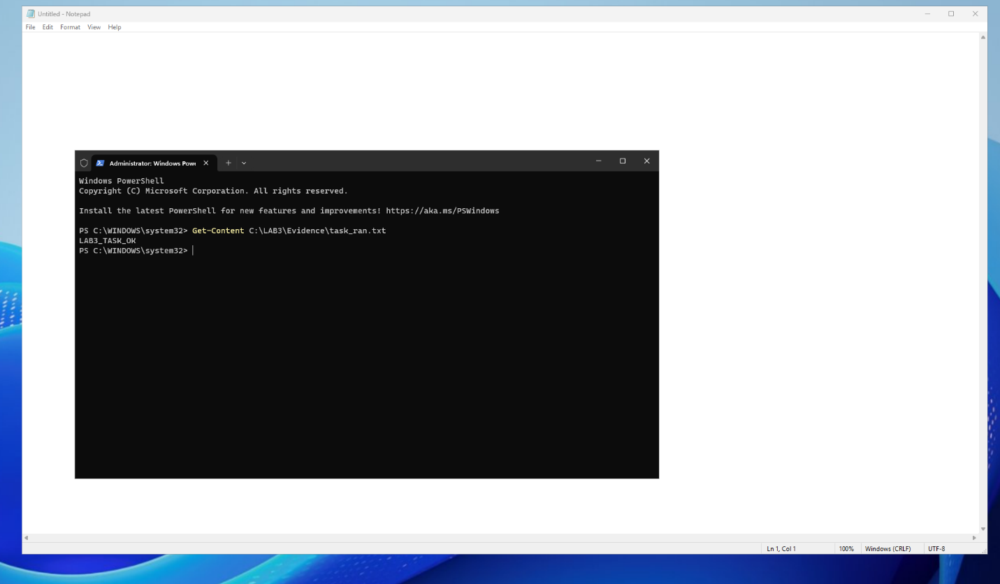 Untitled - Notepad
File Edit Format View Help
Administrator: Windows Powe
Windows PowerShell
Copyright (C) Microsoft Corporation. All rights reserved.
Install the latest PowerShell for new features and improvements! https://aka.ms/PSWindows
PS C:\WINDOWS\system32> Get-Content C:\LAB3\Evidence\task_ran.txt
LAB3_TASK_OK
PS C:\WINDOWS\system32>
Ln 1, Col 1 100% Windows (CRLF) UTF-8